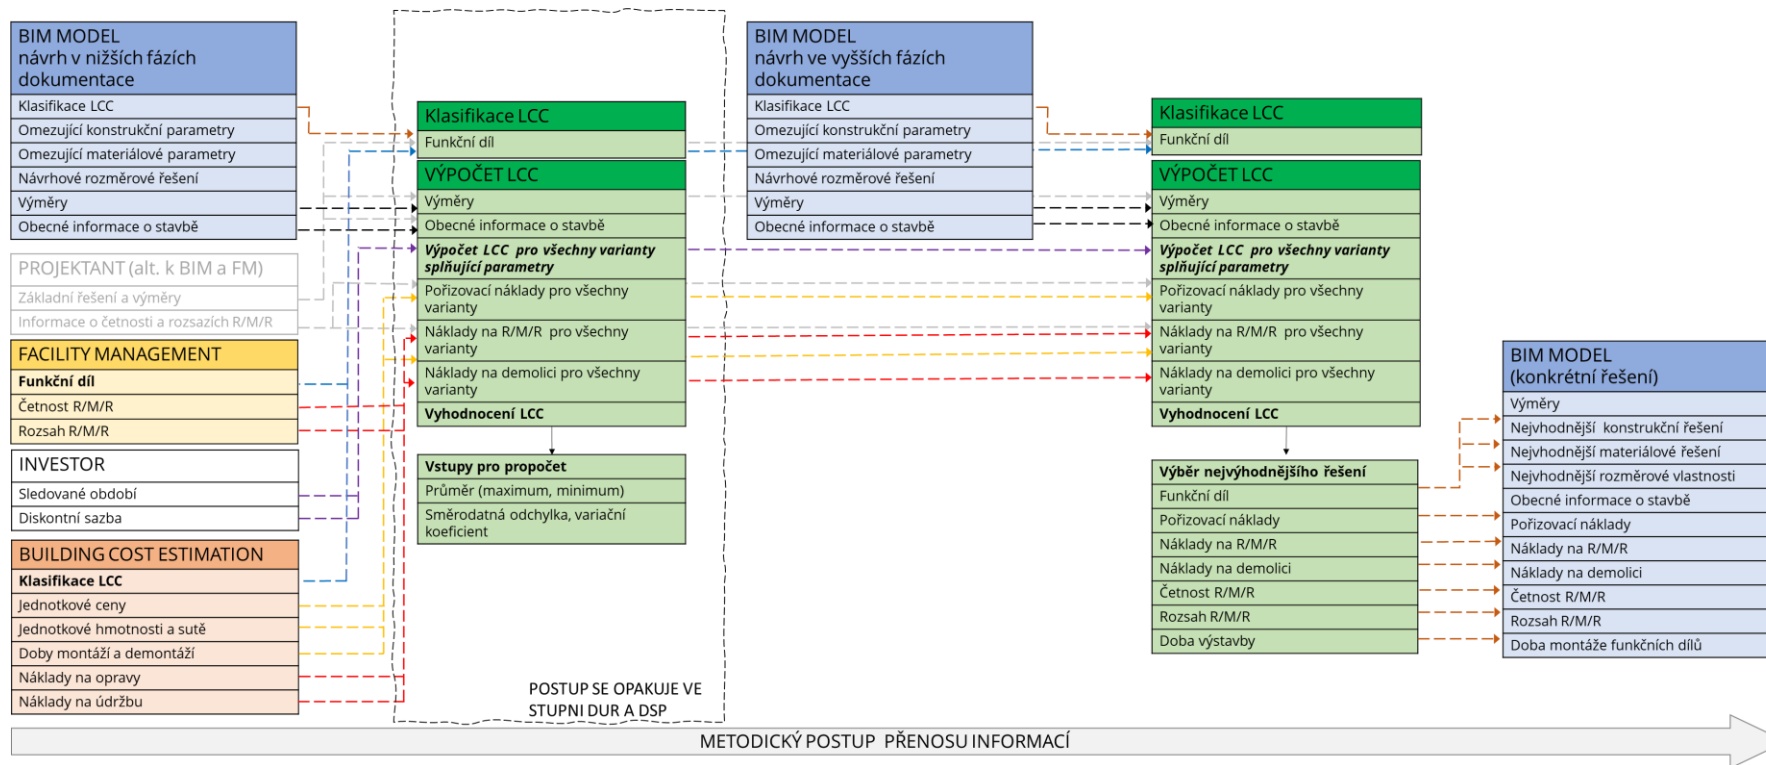 BIM MODEL
návrh v nižších fázích
dokumentace
Klasifikace LCC
Omezující konstrukční parametry
Omezující materiálové parametry
Návrhové rozměrové řešení
Výměry
Obecné informace o stavbě
PROJEKTANT (alt. k BIM a FM)
Základní řešení a výměry
Informace o četnosti a rozsazích R/M/R
FACILITY MANAGEMENT
Funkční díl
Četnost R/M/R
Rozsah R/M/R
INVESTOR
Sledované období
Diskontní sazba
BUILDING COST ESTIMATION
Klasifikace LCC
Jednotkové ceny
Jednotkové hmotnosti a sutě
Doby montáží a demontáží
Náklady na opravy
Náklady na údržbu
Klasifikace LCC
Funkční díl
VÝPOČET LCC
Výměry
Obecné informace o stavbě
Výpočet LCC pro všechny varianty
splňující parametry
Pořizovací náklady pro všechny
varianty
Náklady na R/M/R pro všechny
varianty
Náklady na demolici pro všechny
varianty
Vyhodnocení LCC
Vstupy pro propočet
Průměr (maximum, minimum)
Směrodatná odchylka, variační
koeficient
POSTUP SE OPAKUJE VE
STUPNI DUR A DSP
BIM MODEL
návrh ve vyšších fázích
dokumentace
Klasifikace LCC
Omezující konstrukční parametry
Omezující materiálové parametry
Návrhové rozměrové řešení
Výměry
Obecné informace o stavbě
Klasifikace LCC
Funkční díl
VÝPOČET LCC
Výměry
Obecné informace o stavbě
Výpočet LCC pro všechny varianty
splňující parametry
Pořizovací náklady pro všechny
varianty
Náklady na R/M/R pro všechny
varianty
Náklady na demolici pro všechny
varianty
Vyhodnocení LCC
Výběr nejvýhodnějšího řešení
Funkční díl
Pořizovací náklady
Náklady na R/M/R
Náklady na demolici
Četnost R/M/R
Rozsah R/M/R
Doba výstavby
BIM MODEL
(konkrétní řešení)
Výměry
Nejvhodnější konstrukční řešení
Nejvhodnější materiálové řešení
Nejvhodnější rozměrové vlastnosti
Obecné informace o stavbě
Pořizovací náklady
Náklady na R/M/R
Náklady na demolici
Četnost R/M/R
Rozsah R/M/R
Doba montáže funkčních dílů
METODICKÝ POSTUP PŘENOSU INFORMACÍ